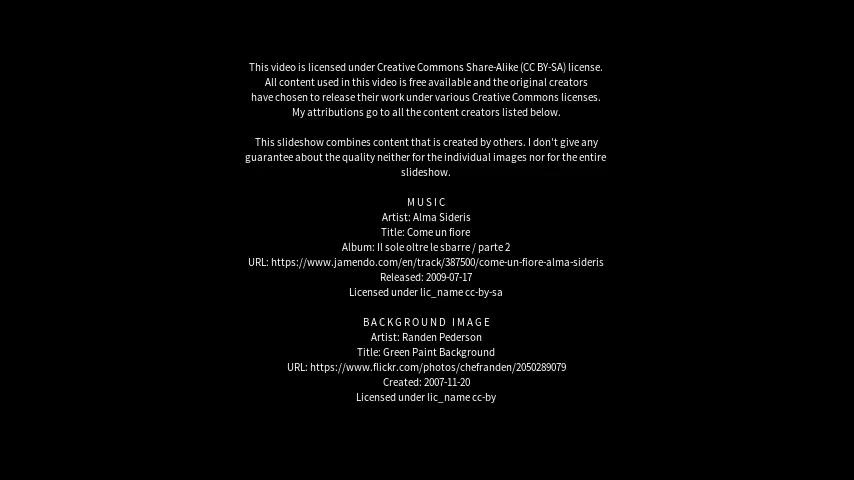 This video is licensed under Creative Commons Share-Alike (CC BY-SA) license.
All content used in this video is free available and the original creators
have chosen to release their work under various Creative Commons licenses.
My attributions go to all the content creators listed below.
This slideshow combines content that is created by others. I don't give any
guarantee about the quality neither for the individual images nor for the entire
slideshow.
MUSIC
Artist: Alma Sideris
Title: Come un fiore
Album: Il sole oltre le sbarre / parte 2
URL: https://www.jamendo.com/en/track/387500/come-un-fiore-alma-sideris
Released: 2009-07-17
Licensed under lic_name cc-by-sa
BACKGROUND IMAGE
Artist: Randen Pederson
Title: Green Paint Background
URL: https://www.flickr.com/photos/chefranden/2050289079
Created: 2007-11-20
Licensed under lic_name cc-by